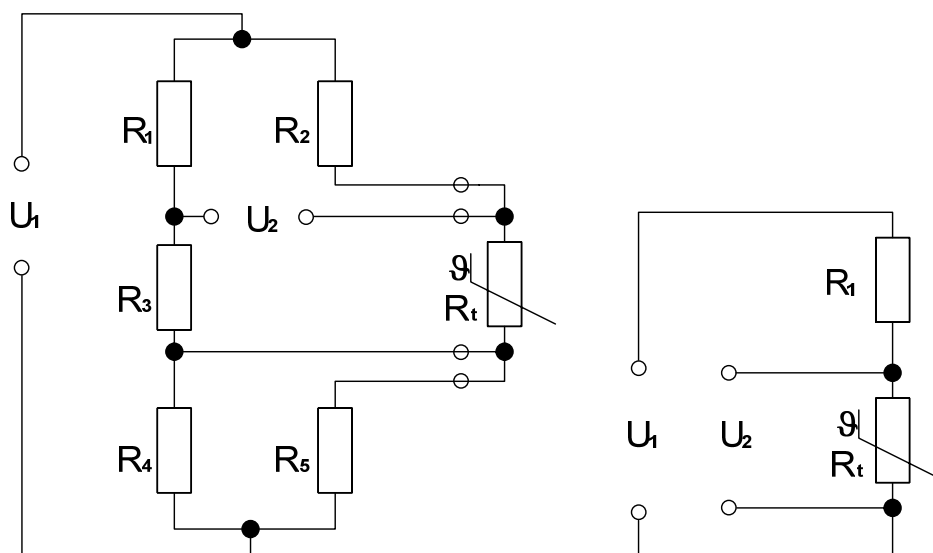 R₁
R₂
U₁
U₂
R₃
ϑ
Rₜ
R₄
R₅
R₁
U₁
U₂
ϑ
Rₜ